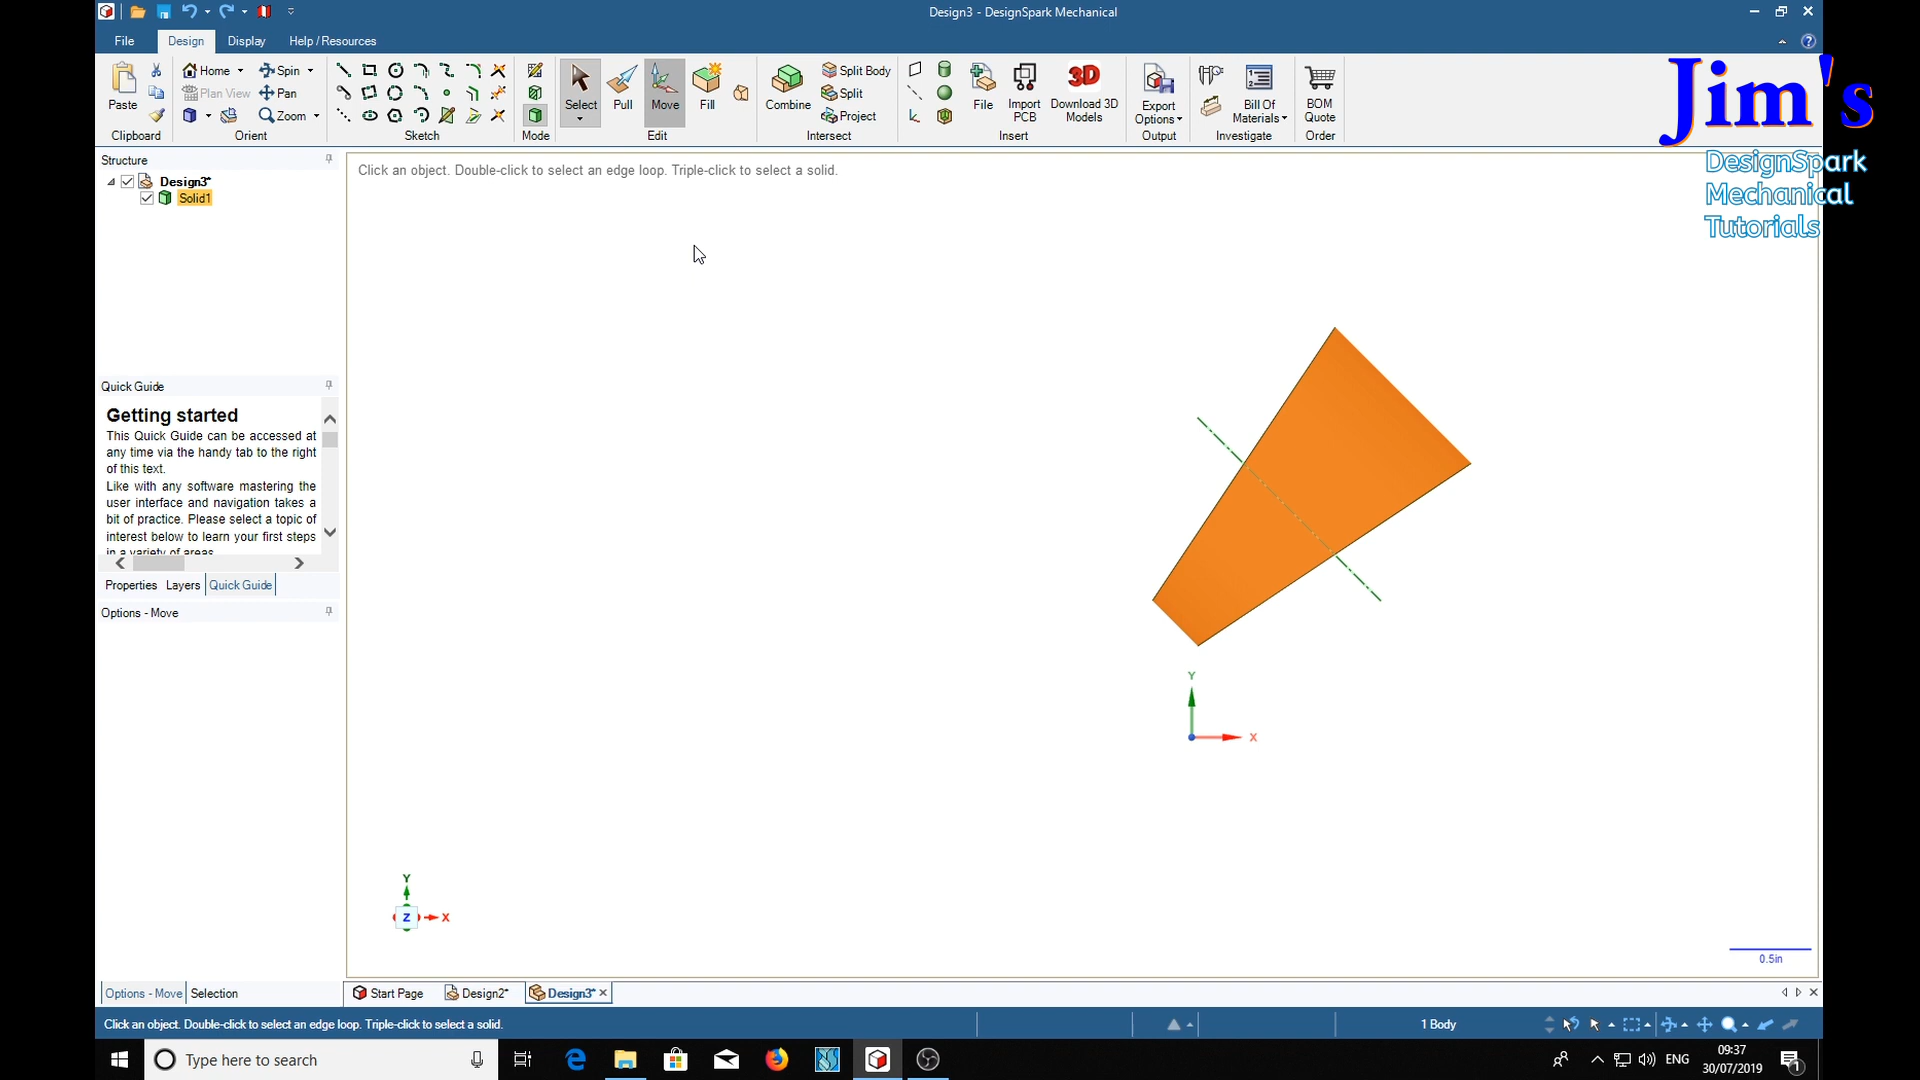 Design3 - DesignSpark Mechanical
File Design Display Help/Resources
Jim's
DesignSpark
Mechanical
Tutorials
Paste
Clipboard
Home Spin
Plan View Pan
Zoom
Orient
Sketch
Mode
Select Pull Move Fill
Edit
Combine
Split Body
Split
Project
Intersect
File Import PCB Download 3D Models
3D
Insert
Export Options
Output
Bill Of Materials
Investigate
BOM Quote
Order
Structure
Design3*
Solid1
Click an object. Double-click to select an edge loop. Triple-click to select a solid.
Quick Guide
Getting started
This Quick Guide can be accessed at
any time via the handy tab to the right
of this text.
Like with any software mastering the
user interface and navigation takes a
bit of practice. Please select a topic of
interest below to learn your first steps
in a variety of areas.
Properties Layers Quick Guide
Options - Move
Y
X
Y
Z X
0.5in
Options - Move Selection
Start Page Design2* Design3*
Click an object. Double-click to select an edge loop. Triple-click to select a solid.
1 Body
Type here to search
ENG
09:37
30/07/2019
1